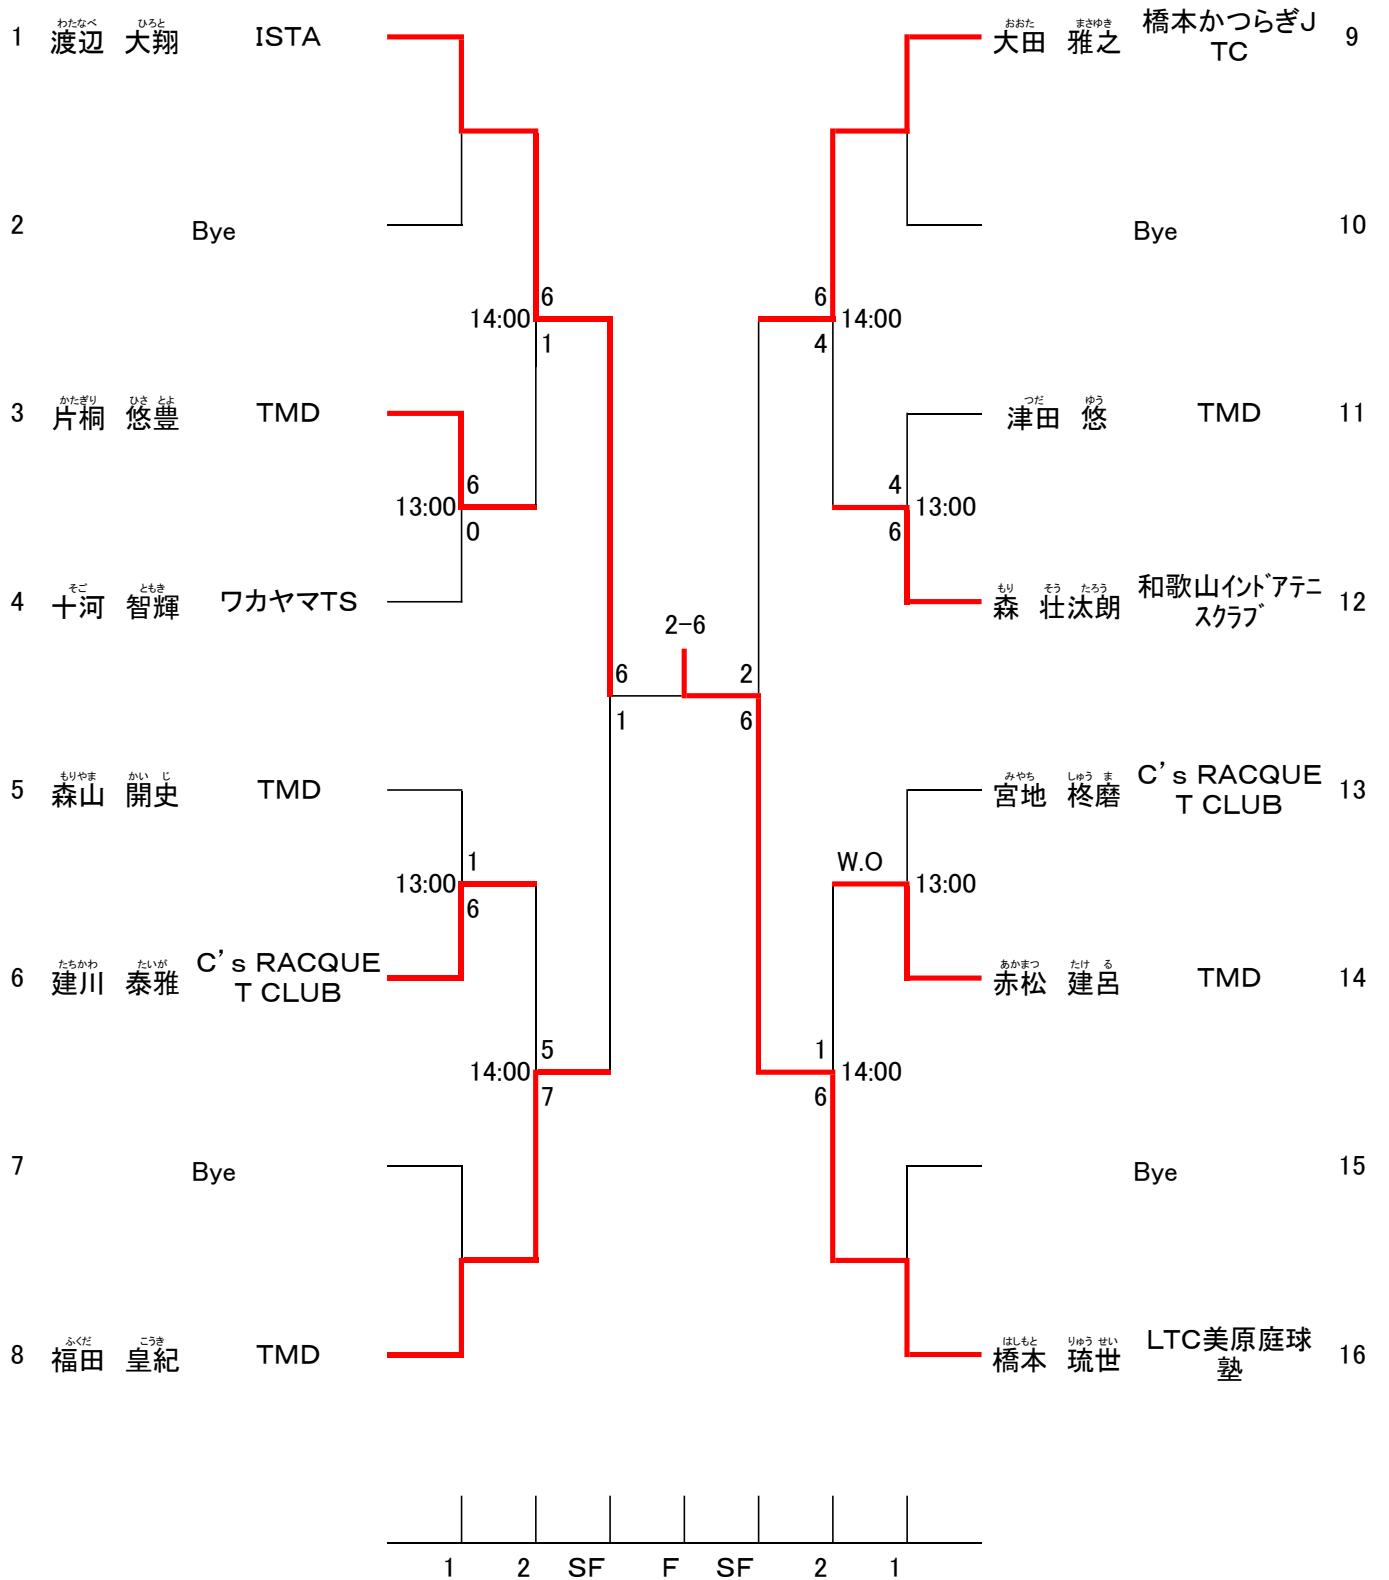 わたなべ ひろと
1 渡辺 大翔 ISTA
2 Bye
14:00 6
1
かたぎり ひさ とよ
3 片桐 悠豊 TMD
13:00 6
0
そご ともき
4 十河 智輝 ワカヤマTS
もりやま かい じ
5 森山 開史 TMD
13:00 1
6
たちかわ たいが
6 建川 泰雅 C's RACQUE
T CLUB
14:00 5
7
7 Bye
ふくだ こうき
8 福田 皇紀 TMD
6
1
2-6
2
6
おおた まさゆき
大田 雅之 橋本かつらぎJ 9
TC
Bye 10
6 14:00
4
つだ ゆう
津田 悠 TMD 11
4 13:00
6
もり そう たろう
森 壮汰朗 和歌山インドアテニ 12
スクラブ
みやち しゅう ま
宮地 柊磨 C's RACQUE 13
T CLUB
W.O 13:00
あかまつ たけ る
赤松 建呂 TMD 14
1 14:00
6
Bye 15
はしもと りゅう せい
橋本 琉世 LTC美原庭球 16
塾
1 2 SF F SF 2 1